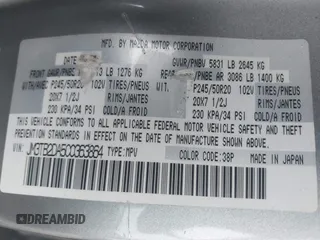 MFD. BY MAZDA MOTOR CORPORATION
GVWR/PNBV 5831 LB 2645 KG
FRONT GAWR/PNBE LB 1276 KG
REAR PNBE AR 3086 LB 1400 KG
P245/50R20 102V TIRES/PNEUS
20X7 1/2J RIMS/JANTES
230 KPA/34 PSI COLD/A FROID
P245/50R20 102V TIRES/PNEUS
20X7 1/2J RIMS/JANTES
230 KPA/34 PSI COLD/A FROID
THIS VEHICLE CONFORMS TO ALL APPLICABLE FEDERAL MOTOR VEHICLE SAFETY
AND THEFT PREVENTION STANDARDS IN EFFECT ON THE DATE OF MANUFACTURE
SHOWN ABOVE.
TYPE:MPV
COLOR CODE:38P
MADE IN JAPAN